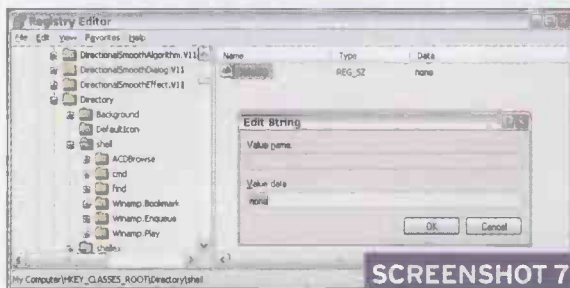 Registry Editor
File Edit View Favorites Help
DirectionalSmoothAlgorithm.V11
DirectionalSmoothDialog.V11
DirectionalSmoothEffect.V11
Directory
Background
DefaultIcon
shell
ACDBrowse
cmd
find
Winamp.Bookmark
Winamp.Enqueue
Winamp.Play
shellex
Name Type Data
REG_SZ none
Edit String
Value name:
Value data:
none
OK Cancel
My Computer\HKEY_CLASSES_ROOT\Directory\shell
SCREENSHOT 7